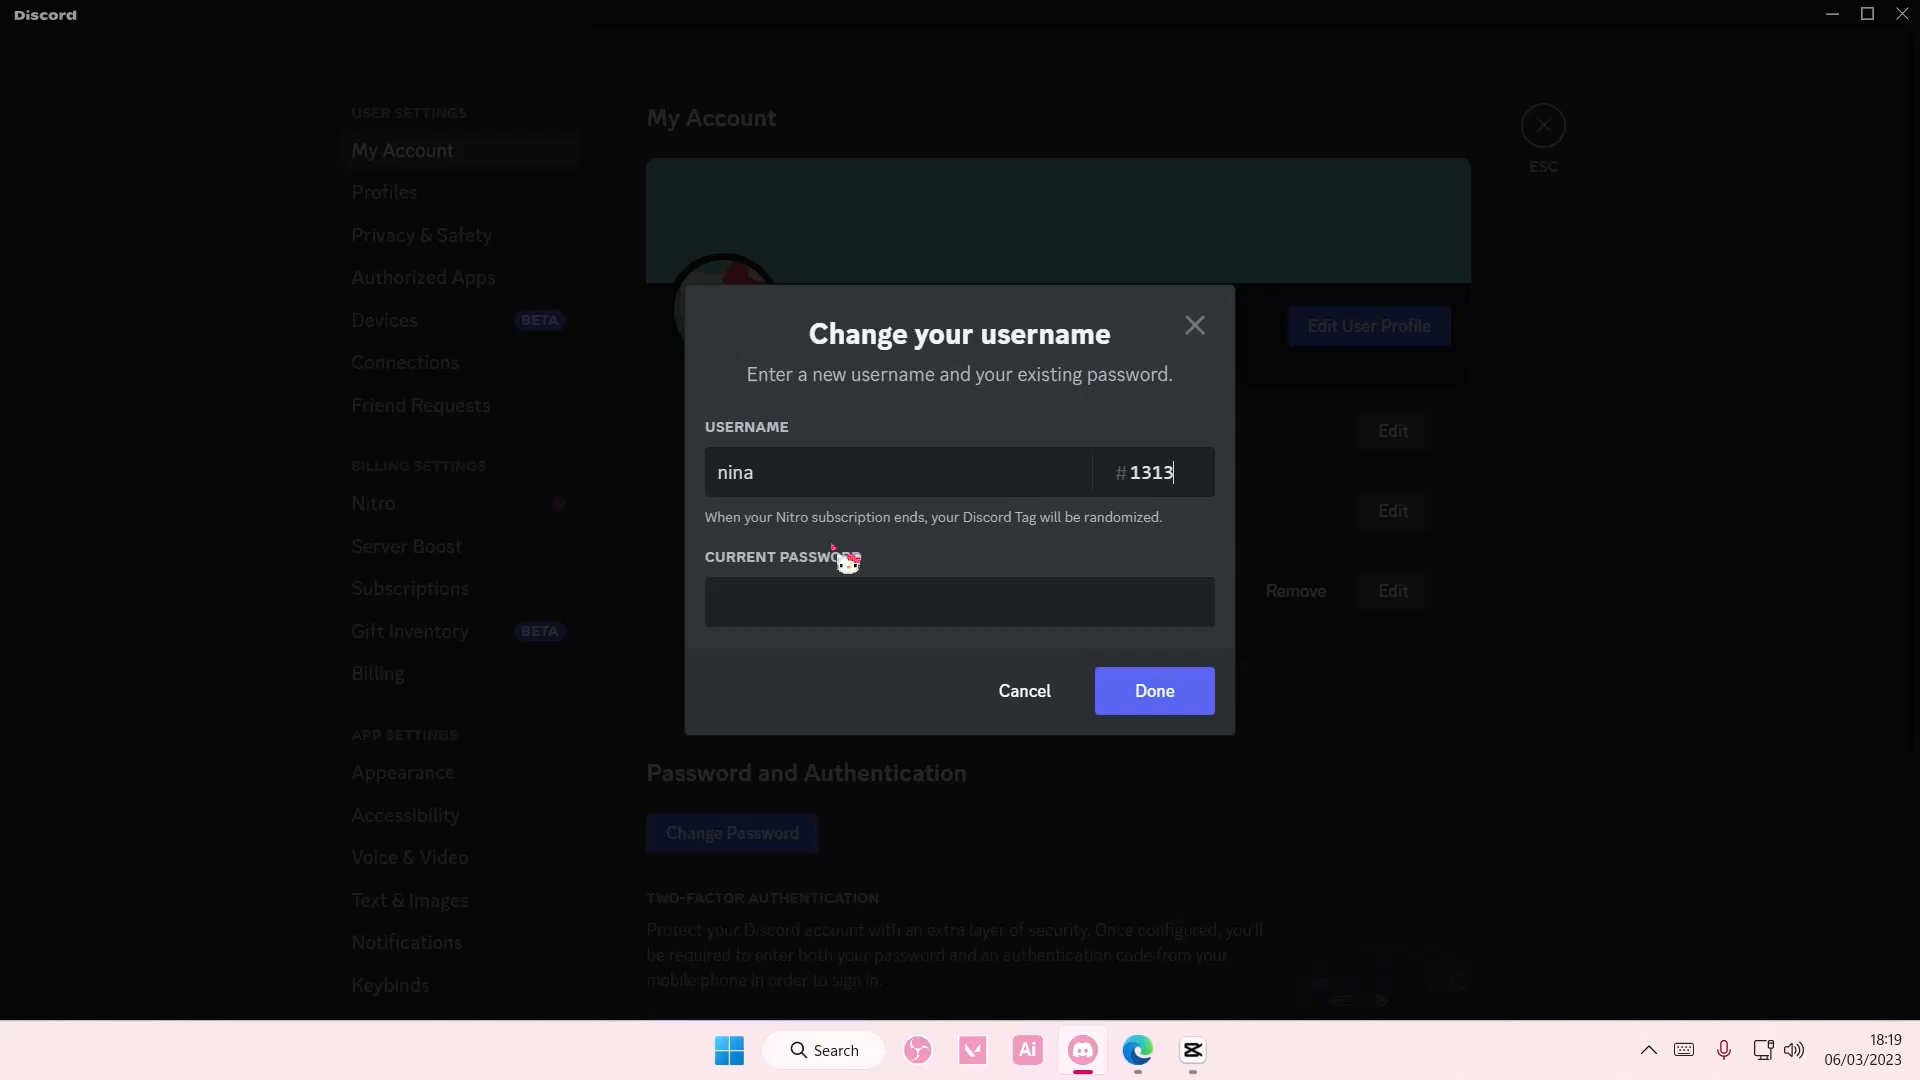 Discord
USER SETTINGS
My Account
Profiles
Privacy & Safety
Authorized Apps
Devices
BETA
Connections
Friend Requests
BILLING SETTINGS
Nitro
Server Boost
Subscriptions
Gift Inventory
BETA
Billing
APP SETTINGS
Appearance
Accessibility
Voice & Video
Text & Images
Notifications
Keybinds
My Account
ESC
Edit User Profile
Edit
Edit
Remove
Edit
Change your username
Enter a new username and your existing password.
USERNAME
nina
#1313
When your Nitro subscription ends, your Discord Tag will be randomized.
CURRENT PASSWORD
Cancel
Done
Password and Authentication
Change Password
TWO-FACTOR AUTHENTICATION
Protect your Discord account with an extra layer of security. Once configured, you'll
be required to enter both your password and an authentication code from your
mobile phone in order to sign in.
Search
Ai
18:19
06/03/2023